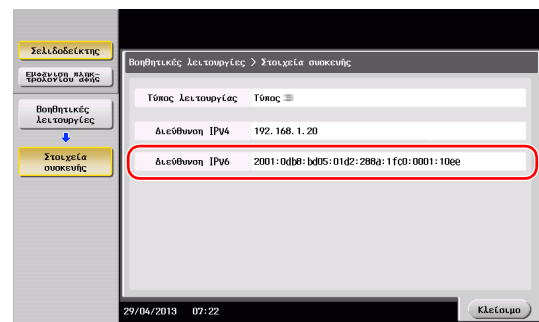 Σελιδοδείκτης
Εμφάνιση πληκ-
τρολογίου αφής
Βοηθητικές
λειτουργίες
Στοιχεία
συσκευής
Βοηθητικές λειτουργίες > Στοιχεία συσκευής
Τύπος λειτουργίας Τύπος
Διεύθυνση IPv4 192.168.1.20
Διεύθυνση IPv6 2001:0db8:bd05:01d2:288a:1fc0:0001:10ee
29/04/2013 07:22
Κλείσιμο